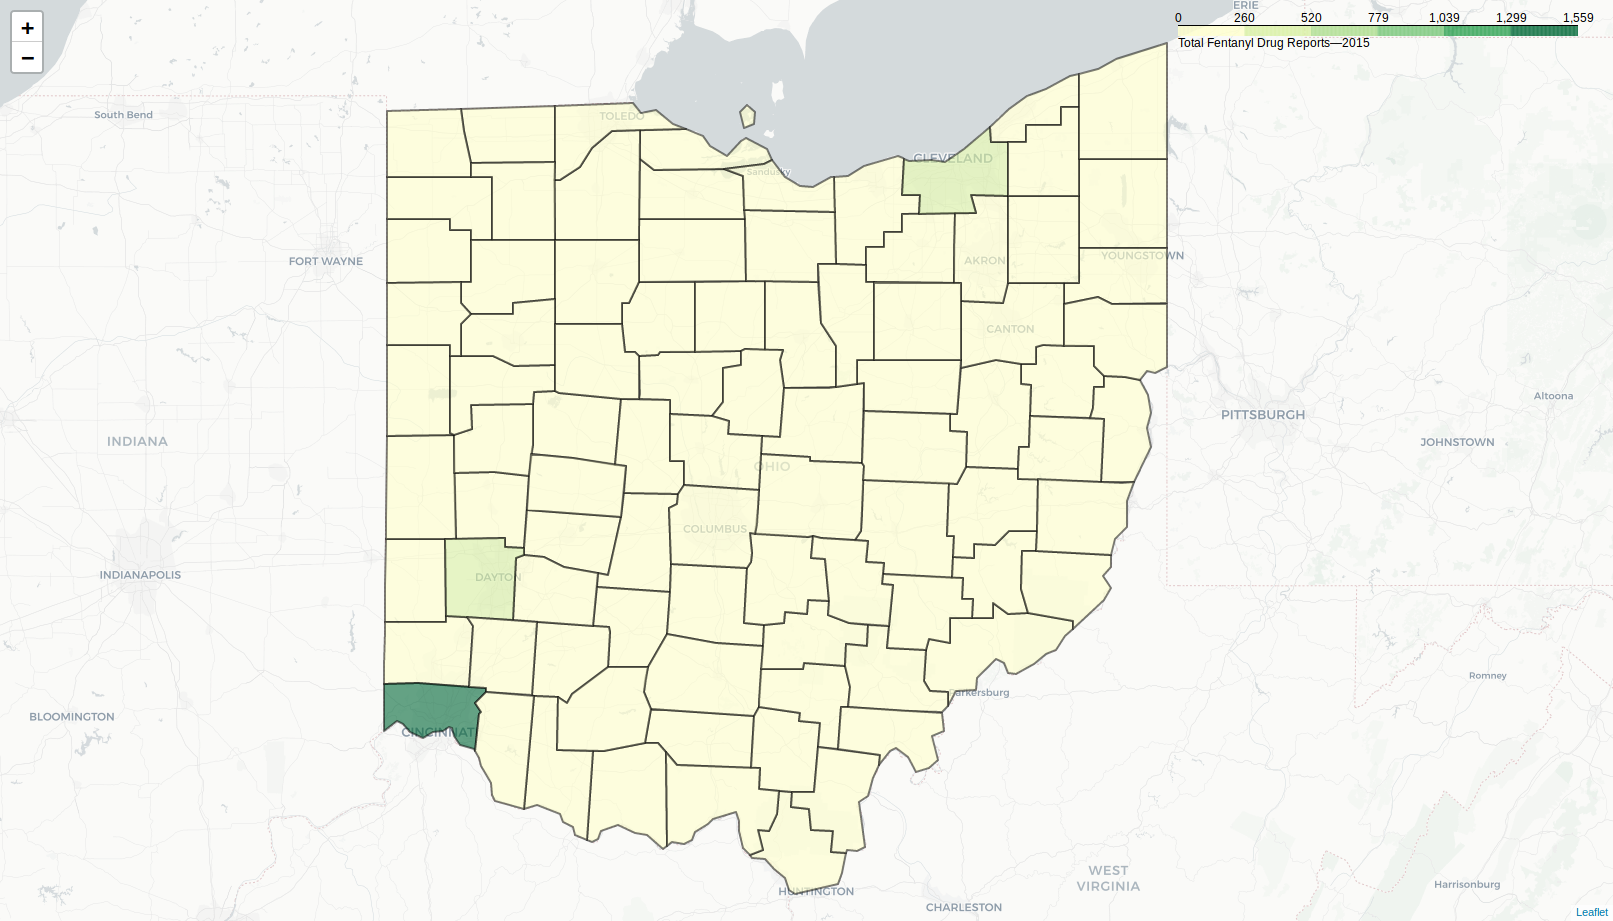 +
−
ERIE
0 260 520 779 1,039 1,299 1,559
Total Fentanyl Drug Reports—2015
South Bend
TOLEDO
CLEVELAND
Sandusky
FORT WAYNE
AKRON
YOUNGSTOWN
CANTON
Altoona
PITTSBURGH
INDIANA
JOHNSTOWN
OHIO
COLUMBUS
INDIANAPOLIS
DAYTON
Romney
arkersburg
BLOOMINGTON
CINCINNAT
WEST
VIRGINIA
Harrisonburg
HUNTINGTON
CHARLESTON
Leaflet